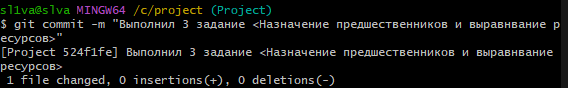 sl1va@slva MINGW64 /c/project (Project)
$ git commit -m "Выполнил 3 задание <Назначение предшественников и выравнвание р
есурсов>"
[Project 524f1fe] Выполнил 3 задание <Назначение предшественников и выравнвание
ресурсов>
1 file changed, 0 insertions(+), 0 deletions(-)